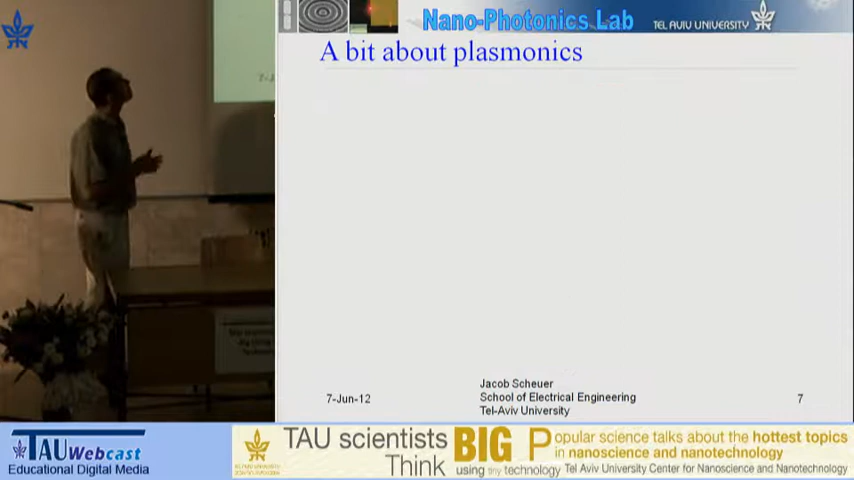 Nano-Photonics Lab
TEL AVIV UNIVERSITY
A bit about plasmonics
7-Jun-12
Jacob Scheuer
School of Electrical Engineering
Tel-Aviv University
7
TAU Webcast
Educational Digital Media
TAU scientists
Think
BIG
using tiny technology
Popular science talks about the hottest topics
in nanoscience and nanotechnology
Tel Aviv University Center for Nanoscience and Nanotechnology